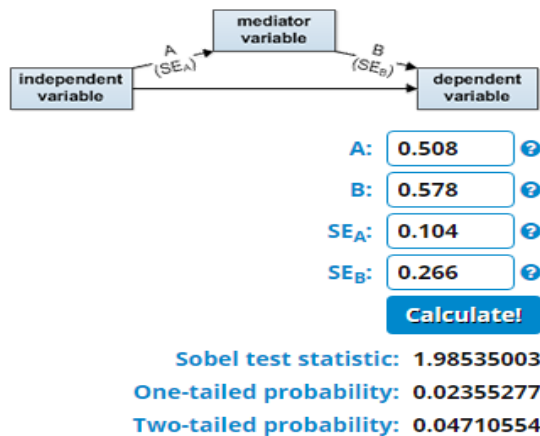 mediator
variable
A
(SEA)
B
(SEB)
independent
variable
dependent
variable
A: 0.508 ?
B: 0.578 ?
SEA: 0.104 ?
SEB: 0.266 ?
Calculate!
Sobel test statistic: 1.98535003
One-tailed probability: 0.02355277
Two-tailed probability: 0.04710554